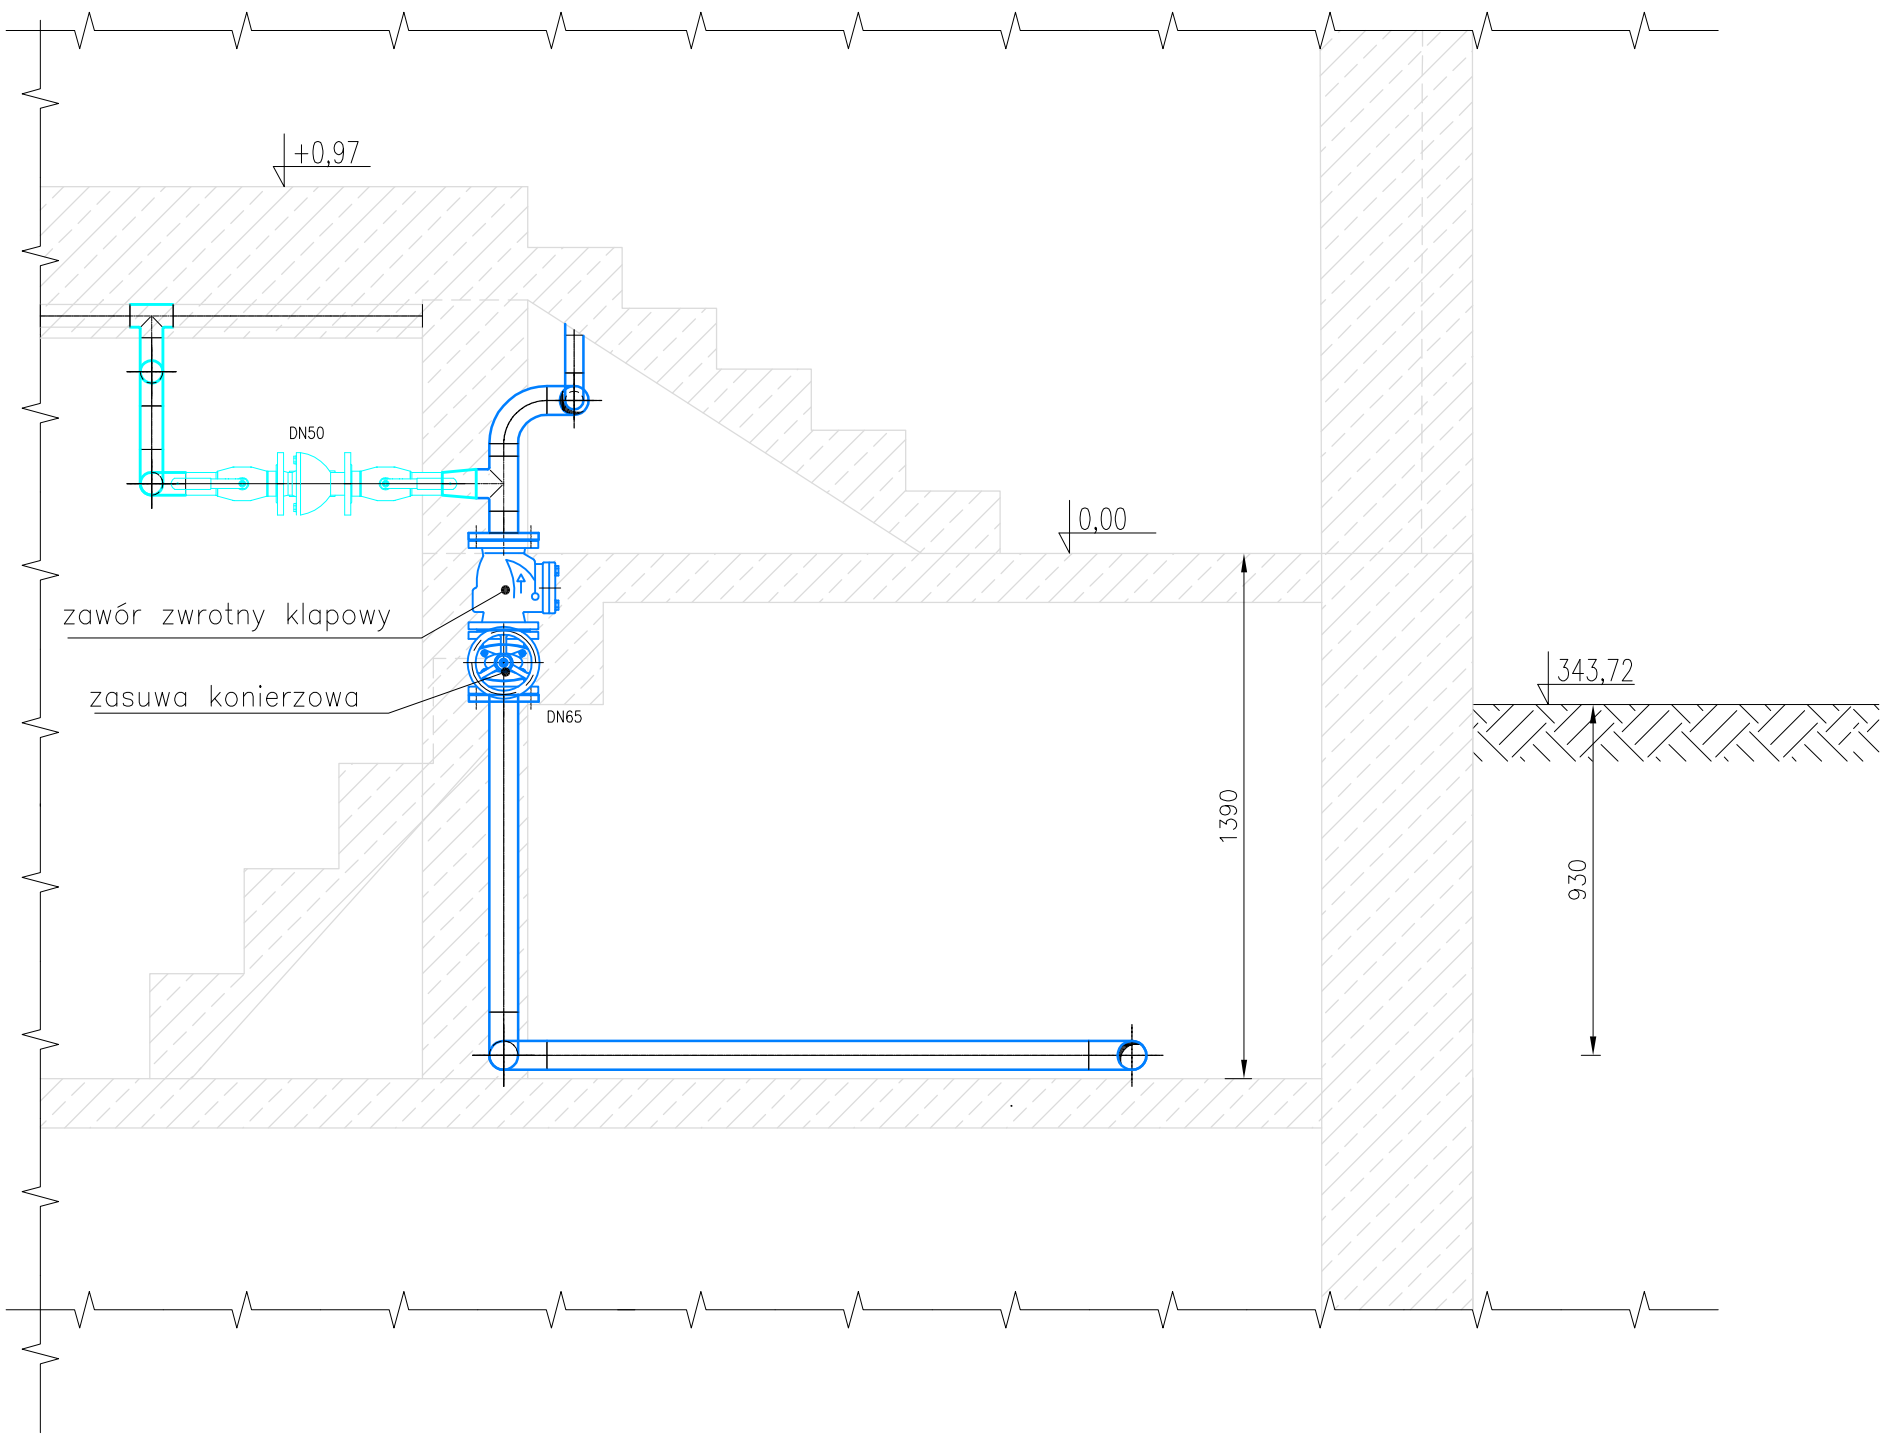 +0,97
DN50
0,00
zawór zwrotny klapowy
343,72
zasuwa konierzowa
DN65
1390
930